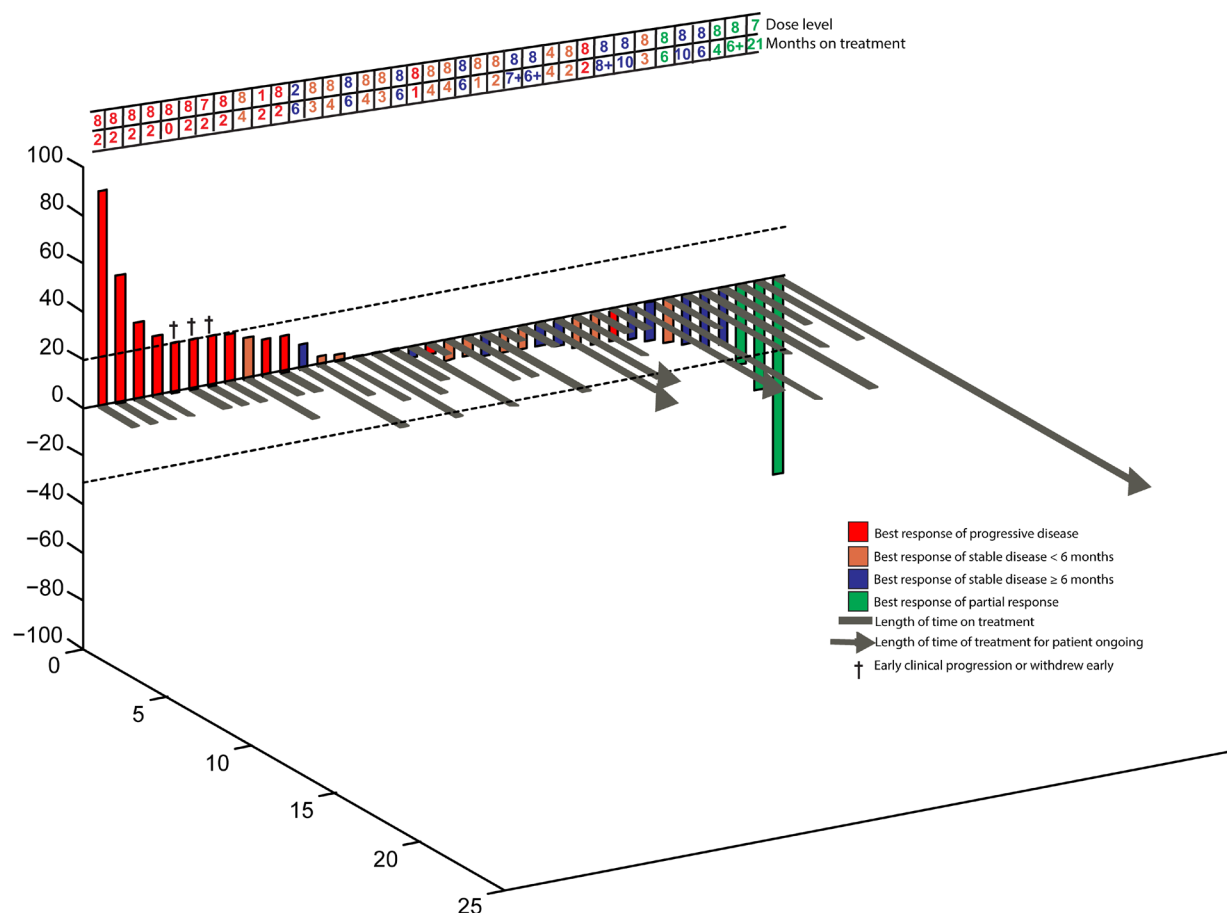 8 8 8 8 8 8 7 8 8 1 8 2 8 8 8 8 8 8 8 8 8 8 8 8 8 8 4 8 8 8 8 8 8 8 8 8 8 7 Dose level
2 2 2 2 0 2 2 2 4 2 2 6 3 4 6 4 3 6 1 4 4 6 1 2 7+ 6+ 4 2 2 8+ 10 3 6 10 6 4 6+ 21 Months on treatment
100
80
60
40
20
0
−20
−40
−60
−80
−100
† † †
0
5
10
15
20
25
Best response of progressive disease
Best response of stable disease < 6 months
Best response of stable disease ≥ 6 months
Best response of partial response
Length of time on treatment
Length of time of treatment for patient ongoing
† Early clinical progression or withdrew early